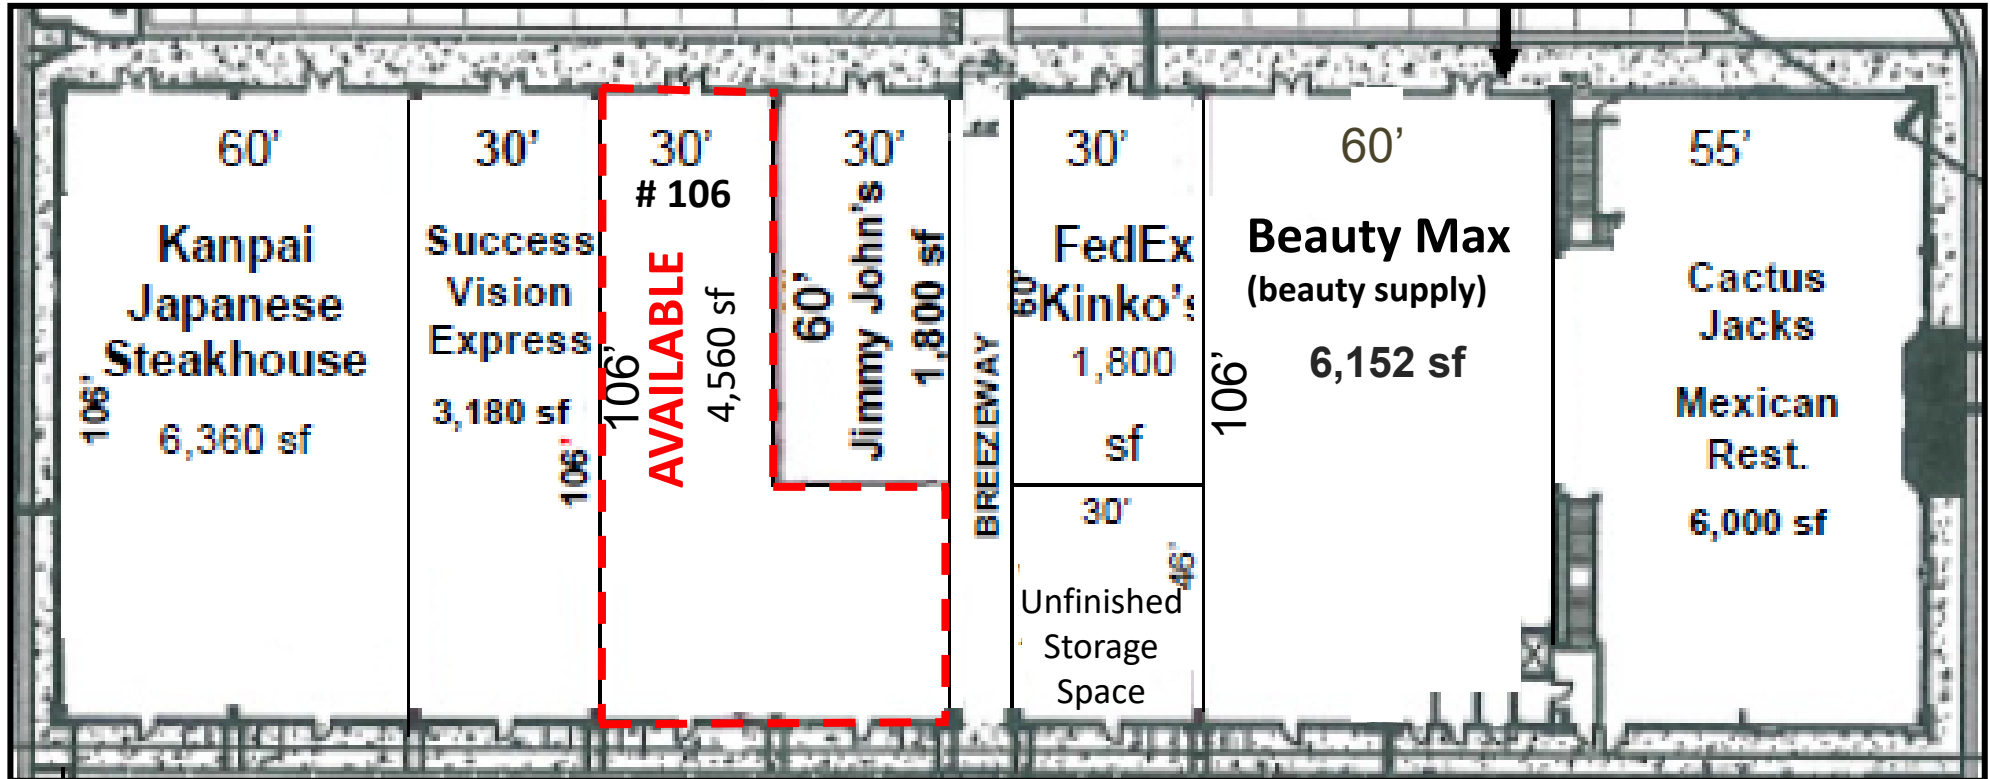 60'
Kanpai
Japanese
Steakhouse
106'
6,360 sf
30'
Success
Vision
Express
3,180 sf
106'
30'
# 106
106'
AVAILABLE
4,560 sf
30'
60'
Jimmy John's
1,800 sf
BREEZEWAY
30'
60'
FedEx
Kinko's
1,800
sf
30'
46'
Unfinished
Storage
Space
60'
Beauty Max
(beauty supply)
106'
6,152 sf
55'
Cactus
Jacks
Mexican
Rest.
6,000 sf